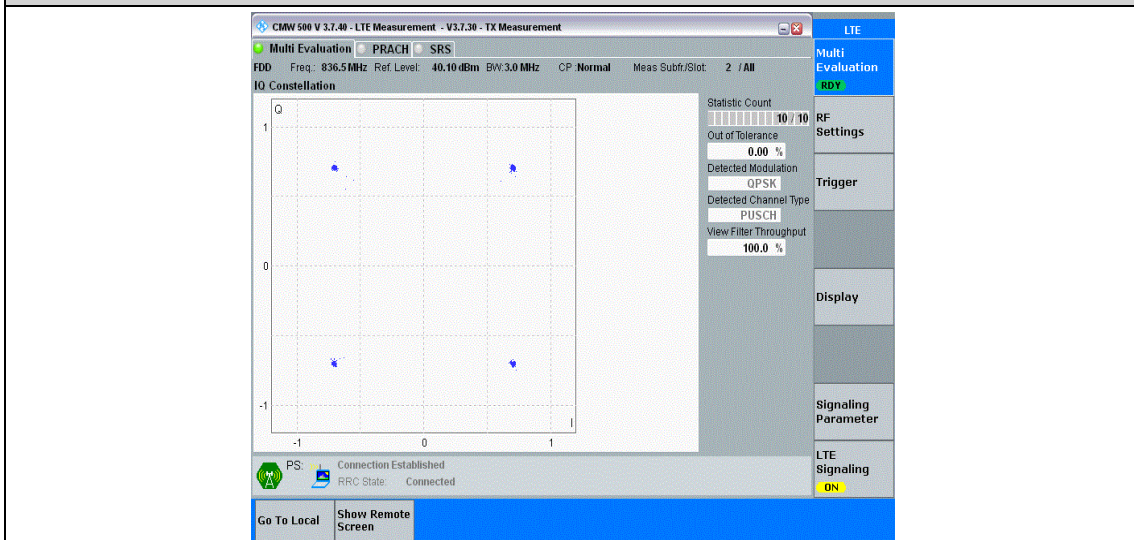 CMW 500 V 3.7.40 - LTE Measurement - V3.7.30 - TX Measurement
LTE
Multi Evaluation PRACH SRS
FDD Freq.: 836.5 MHz Ref. Level: 40.10 dBm BW: 3.0 MHz CP :Normal Meas Subfr./Slot: 2 / All
IQ Constellation
Q
1
0
-1
-1 0 1
I
Statistic Count
10 / 10
Out of Tolerance
0.00 %
Detected Modulation
QPSK
Detected Channel Type
PUSCH
View Filter Throughput
100.0 %
Multi
Evaluation
RDY
RF
Settings
Trigger
Display
Signaling
Parameter
LTE
Signaling
ON
PS: Connection Established
RRC State: Connected
Go To Local
Show Remote
Screen